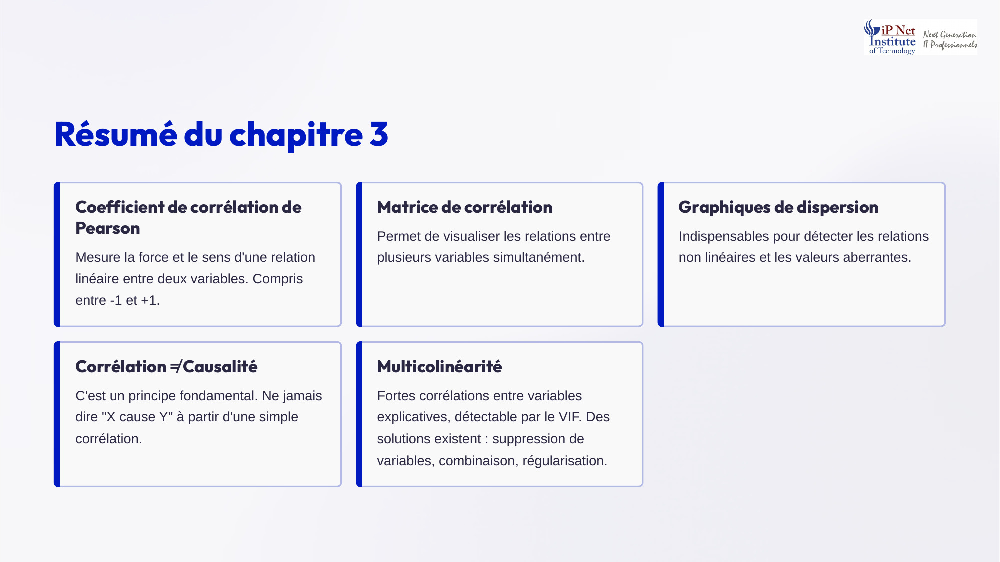 iP Net
Institute
of Technology
Next Generation
IT Professionnels
Résumé du chapitre 3
Coefficient de corrélation de
Pearson
Mesure la force et le sens d'une relation
linéaire entre deux variables. Compris
entre -1 et +1.
Matrice de corrélation
Permet de visualiser les relations entre
plusieurs variables simultanément.
Graphiques de dispersion
Indispensables pour détecter les relations
non linéaires et les valeurs aberrantes.
Corrélation ≠ Causalité
C'est un principe fondamental. Ne jamais
dire "X cause Y" à partir d'une simple
corrélation.
Multicolinéarité
Fortes corrélations entre variables
explicatives, détectable par le VIF. Des
solutions existent : suppression de
variables, combinaison, régularisation.